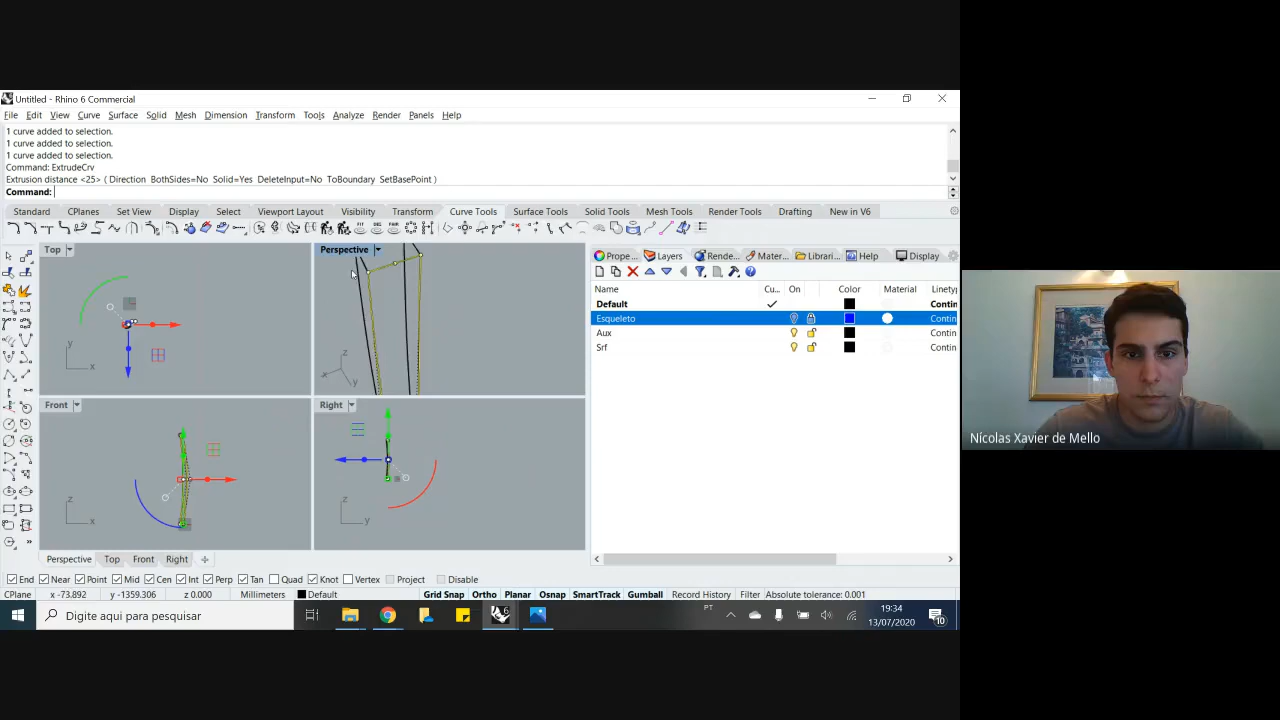 Untitled - Rhino 6 Commercial
File Edit View Curve Surface Solid Mesh Dimension Transform Tools Analyze Render Panels Help
1 curve added to selection.
1 curve added to selection.
1 curve added to selection.
Command: ExtrudeCrv
Extrusion distance <25> ( Direction BothSides=No Solid=Yes DeleteInput=No ToBoundary SetBasePoint )
Command:
Standard CPlanes Set View Display Select Viewport Layout Visibility Transform Curve Tools Surface Tools Solid Tools Mesh Tools Render Tools Drafting New in V6
Top
Perspective
Prope... Layers Rende... Mater... Librari... Help Display
Name Cu... On Color Material Linety
Default Contin
Esqueleto Contin
Aux Contin
Srf Contin
y x
z x y
Front
Right
z x
z y
Perspective Top Front Right
End Near Point Mid Cen Int Perp Tan Quad Knot Vertex Project Disable
CPlane x -73.892 y -1359.306 z 0.000 Millimeters Default Grid Snap Ortho Planar Osnap SmartTrack Gumball Record History Filter Absolute tolerance: 0.001
Digite aqui para pesquisar
PT
19:34
13/07/2020
10
Nícolas Xavier de Mello